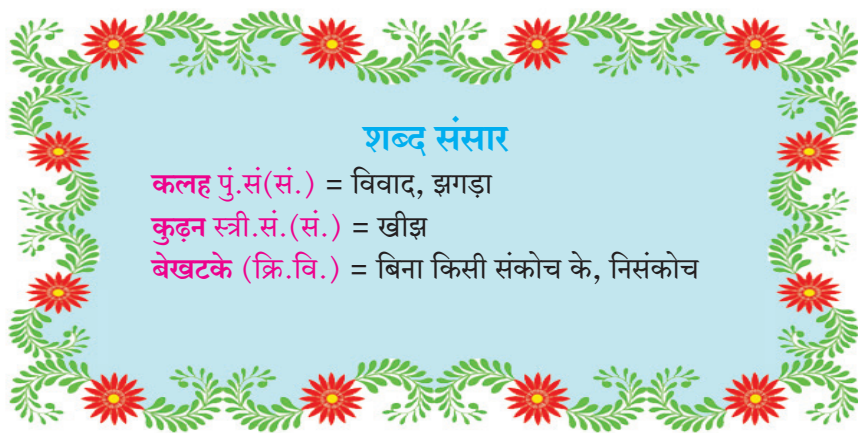 शब्द संसार
कलह पुं.सं(सं.) = विवाद, झगड़ा
कुढ़न स्त्री.सं.(सं.) = खीझ
बेखटके (क्रि.वि.) = बिना किसी संकोच के, निसंकोच